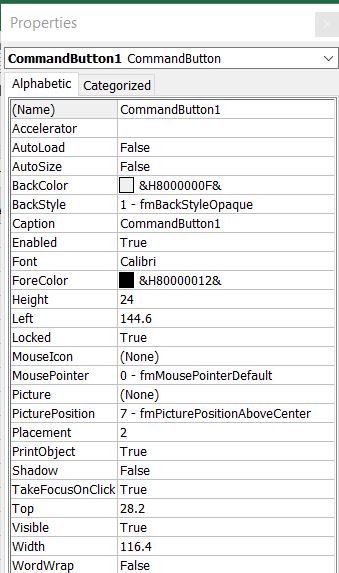 Properties
CommandButton1 CommandButton
Alphabetic Categorized
(Name) CommandButton1
Accelerator
AutoLoad False
AutoSize False
BackColor &H8000000F&
BackStyle 1 - fmBackStyleOpaque
Caption CommandButton1
Enabled True
Font Calibri
ForeColor &H80000012&
Height 24
Left 144.6
Locked True
MouseIcon (None)
MousePointer 0 - fmMousePointerDefault
Picture (None)
PicturePosition 7 - fmPicturePositionAboveCenter
Placement 2
PrintObject True
Shadow False
TakeFocusOnClick True
Top 28.2
Visible True
Width 116.4
WordWrap False